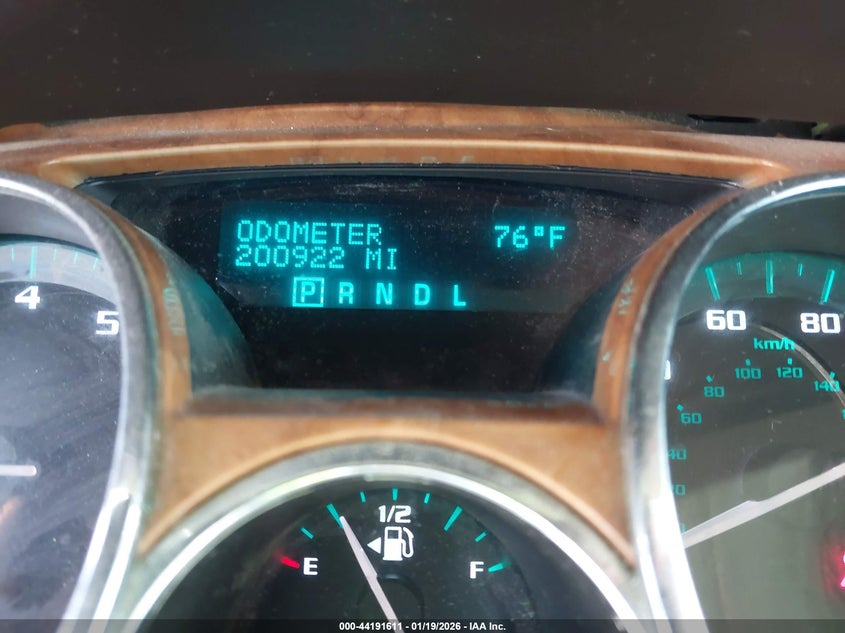 ODOMETER 76°F
200922 MI
P R N D L
4
5
60 80
km/h
60 80 100 120 140
40
1/2
E F
000-44191611 - 01/19/2026 - IAA Inc.